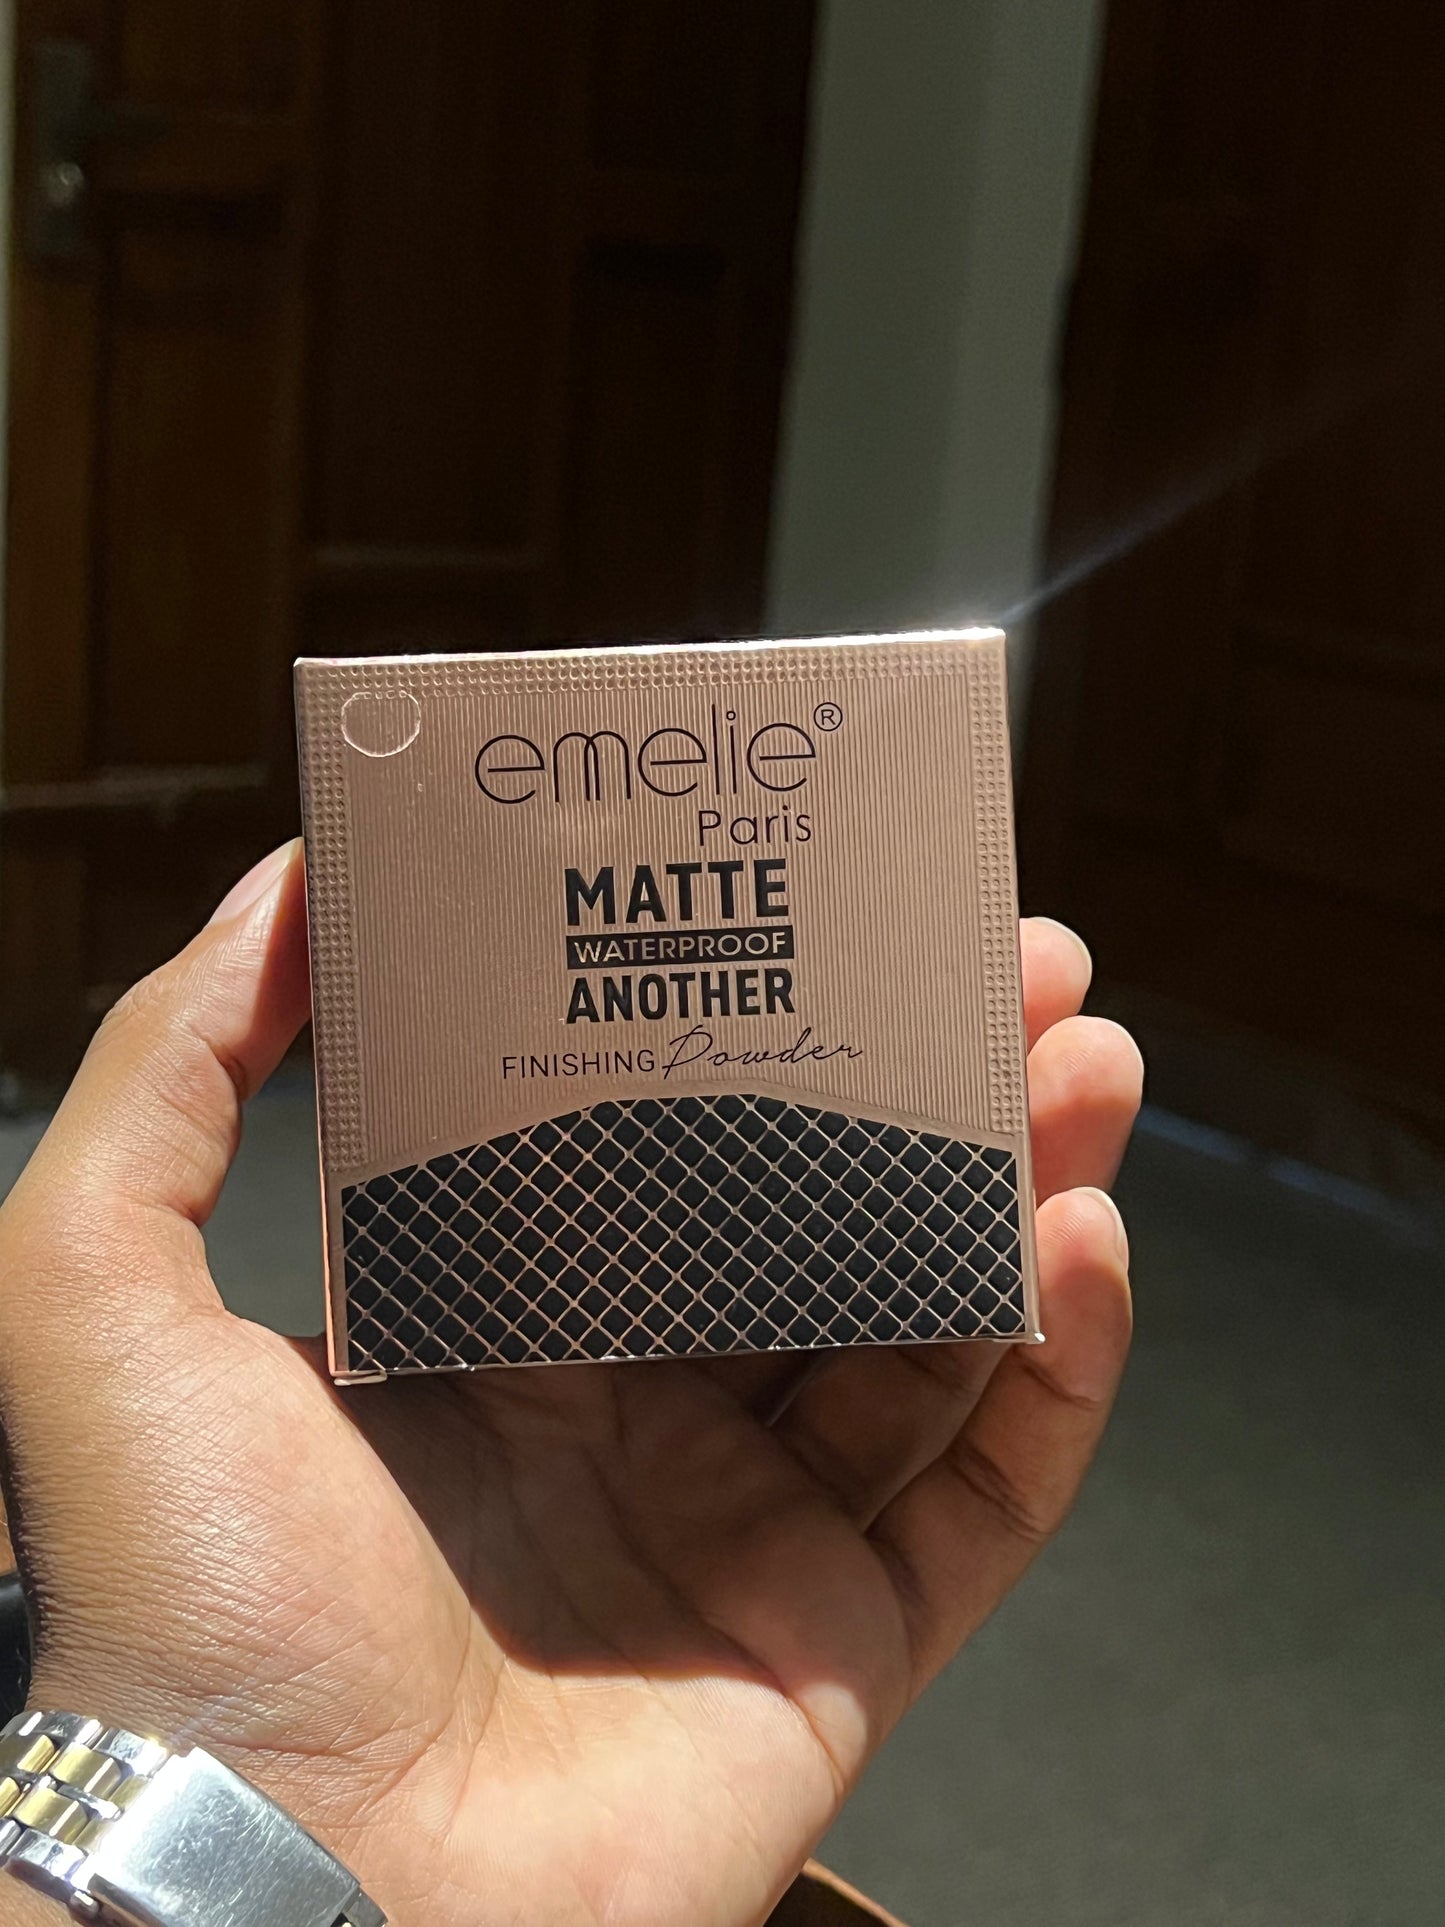 emelie®
Paris
MATTE
WATERPROOF
ANOTHER
FINISHING Powder